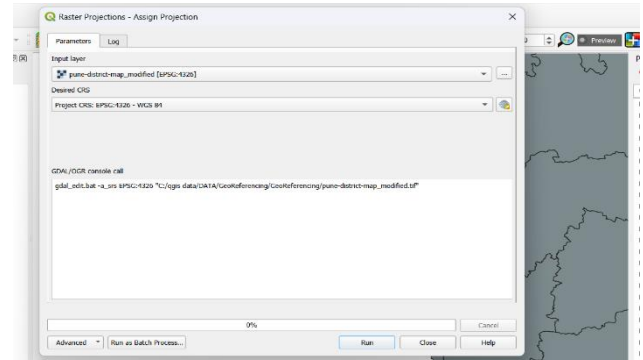 Raster Projections - Assign Projection
Parameters Log
Input layer
pune-district-map_modified [EPSG:4326]
Desired CRS
Project CRS: EPSG:4326 - WGS 84
GDAL/OGR console call
gdal_edit.bat -a_srs EPSG:4326 "C:/qgis data/DATA/GeoReferencing/GeoReferencing/pune-district-map_modified.tif"
0%
Cancel
Advanced Run as Batch Process... Run Close Help
Preview